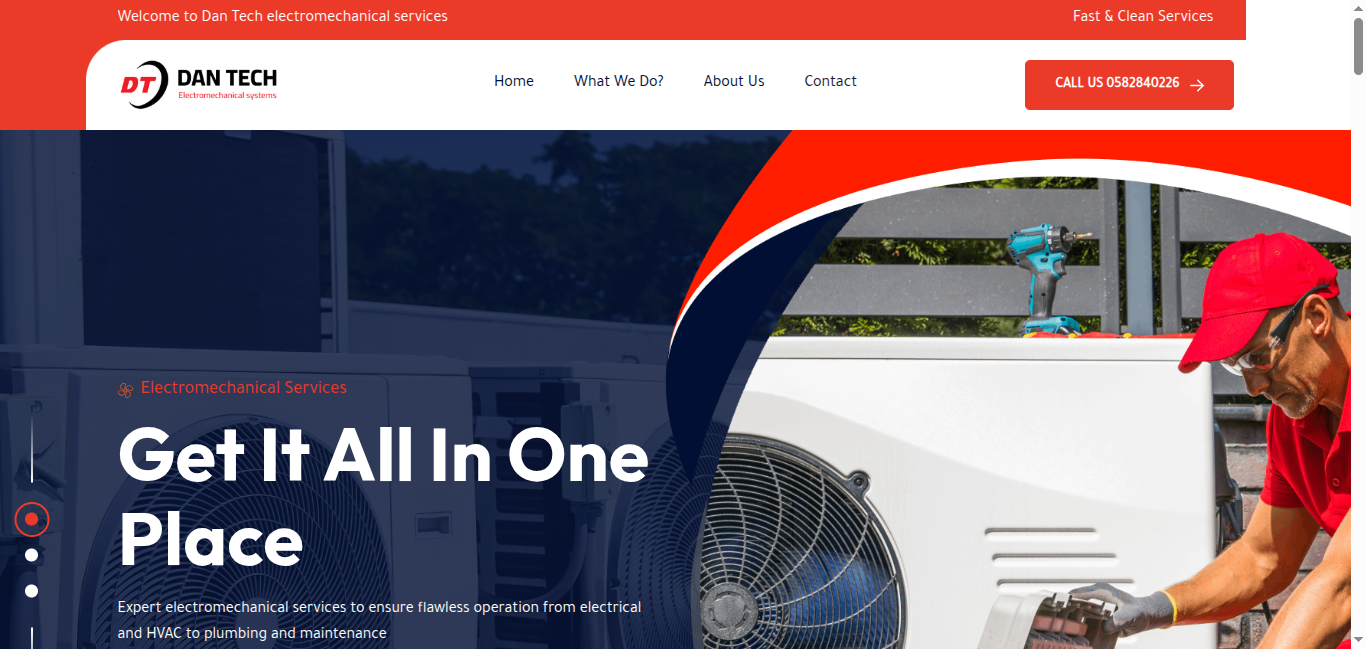 Welcome to Dan Tech electromechanical services
Fast & Clean Services
DT DAN TECH
Electromechanical systems
Home
What We Do?
About Us
Contact
CALL US 0582840226
Electromechanical Services
Get It All In One
Place
Expert electromechanical services to ensure flawless operation from electrical
and HVAC to plumbing and maintenance